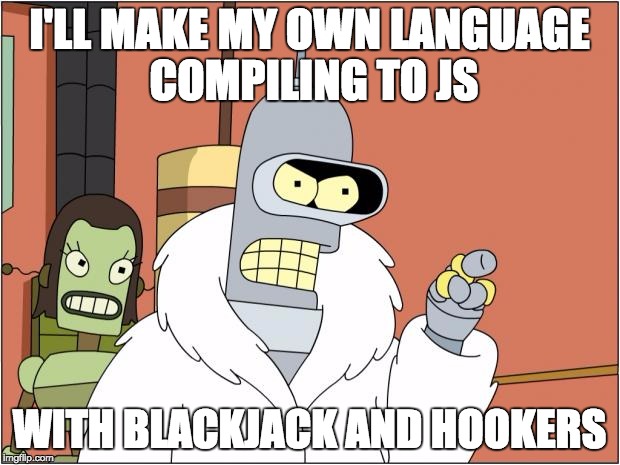 I'LL MAKE MY OWN LANGUAGE
COMPILING TO JS
WITH BLACKJACK AND HOOKERS
imgflip.com